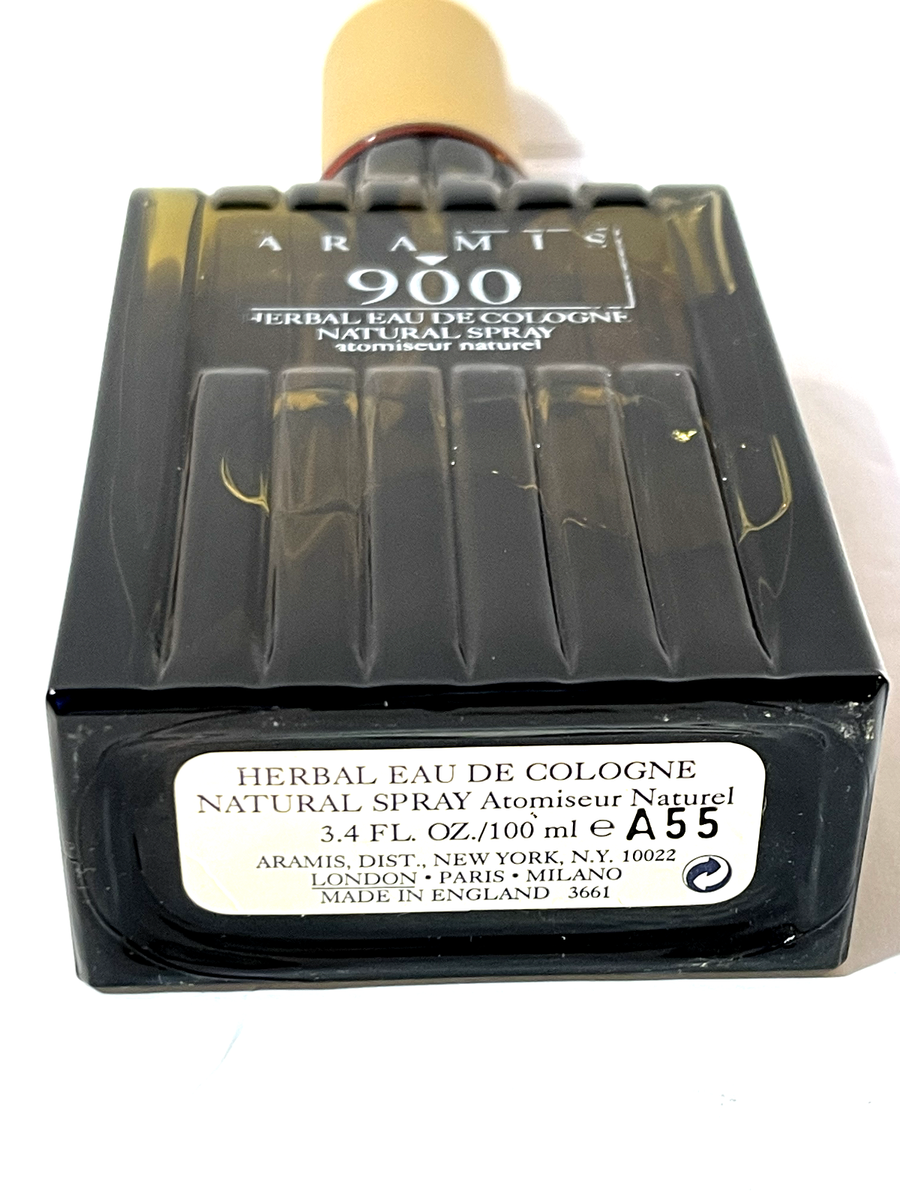 ARAMIS
900
HERBAL EAU DE COLOGNE
NATURAL SPRAY
atomiseur naturel
HERBAL EAU DE COLOGNE
NATURAL SPRAY Atomiseur Naturel
3.4 FL. OZ./100 ml ℮ A55
ARAMIS, DIST., NEW YORK, N.Y. 10022
LONDON • PARIS • MILANO
MADE IN ENGLAND 3661